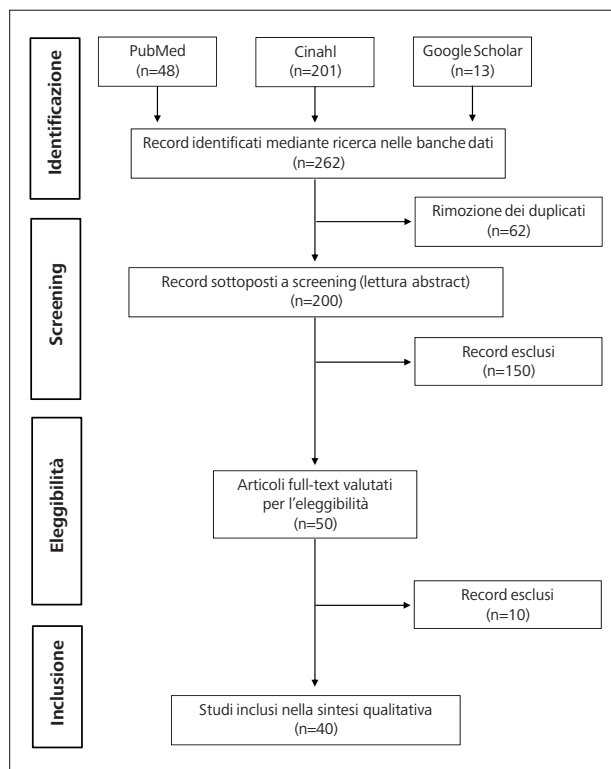 Identificazione
PubMed
(n=48)
Cinahl
(n=201)
Google Scholar
(n=13)
Record identificati mediante ricerca nelle banche dati
(n=262)
Rimozione dei duplicati
(n=62)
Screening
Record sottoposti a screening (lettura abstract)
(n=200)
Record esclusi
(n=150)
Eleggibilità
Articoli full-text valutati
per l'eleggibilità
(n=50)
Record esclusi
(n=10)
Inclusione
Studi inclusi nella sintesi qualitativa
(n=40)